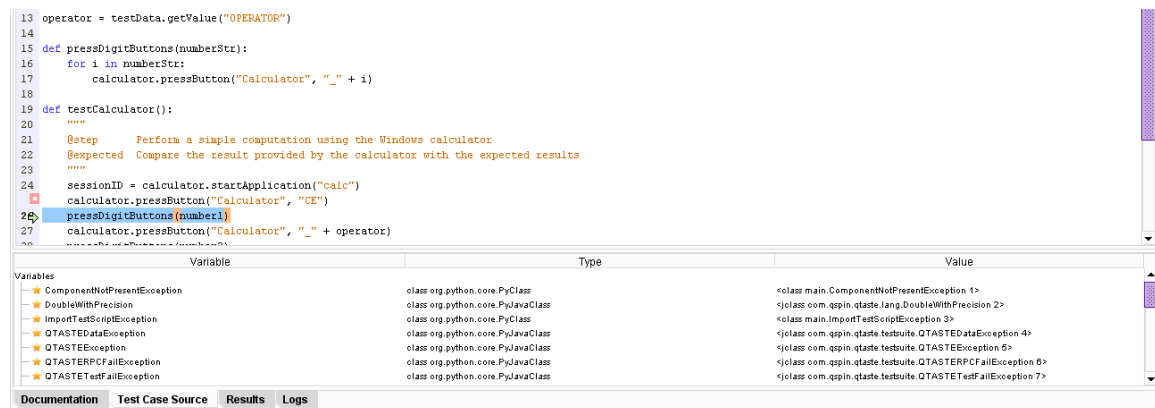 13 operator = testData.getValue("OPERATOR")
14
15 def pressDigitButtons(numberStr):
16     for i in numberStr:
17         calculator.pressButton("Calculator", "_" + i)
18
19 def testCalculator():
20     """
21     @step      Perform a simple computation using the Windows calculator
22     @expected  Compare the result provided by the calculator with the expected results
23     """
24     sessionID = calculator.startApplication("calc")
    calculator.pressButton("Calculator", "CE")
26     pressDigitButtons(number1)
27     calculator.pressButton("Calculator", "_" + operator)
Variable Type Value
Variables
ComponentNotPresentException class org.python.core.PyClass <class main.ComponentNotPresentException 1>
DoubleWithPrecision class org.python.core.PyJavaClass <jclass com.qspin.qtaste.lang.DoubleWithPrecision 2>
ImportTestScriptException class org.python.core.PyClass <class main.ImportTestScriptException 3>
QTASTEDataException class org.python.core.PyJavaClass <jclass com.qspin.qtaste.testsuite.QTASTEDataException 4>
QTASTEException class org.python.core.PyJavaClass <jclass com.qspin.qtaste.testsuite.QTASTEException 5>
QTASTERPCFailException class org.python.core.PyJavaClass <jclass com.qspin.qtaste.testsuite.QTASTERPCFailException 6>
QTASTETestFailException class org.python.core.PyJavaClass <jclass com.qspin.qtaste.testsuite.QTASTETestFailException 7>
Documentation Test Case Source Results Logs